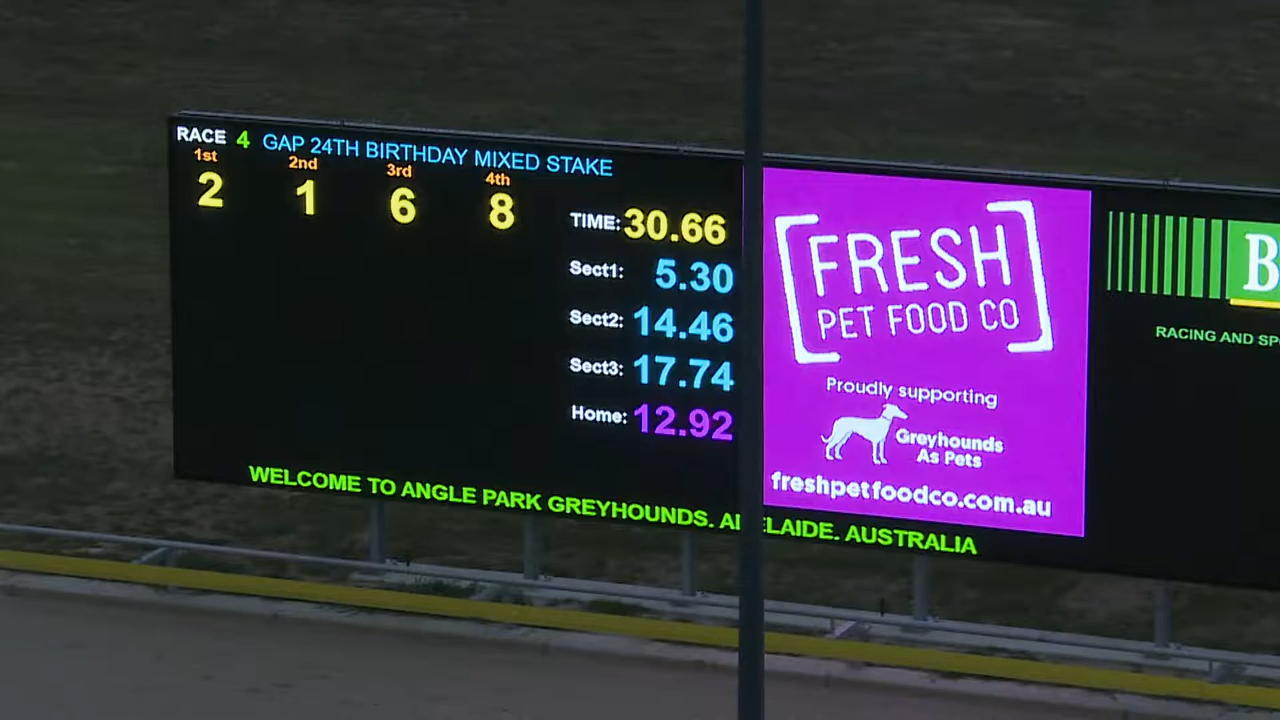 RACE 4 GAP 24TH BIRTHDAY MIXED STAKE
1st 2nd 3rd 4th
2 1 6 8
TIME: 30.66
Sect1: 5.30
Sect2: 14.46
Sect3: 17.74
Home: 12.92
WELCOME TO ANGLE PARK GREYHOUNDS. ADELAIDE. AUSTRALIA
FRESH
PET FOOD CO
Proudly supporting
Greyhounds
As Pets
freshpetfoodco.com.au
B
RACING AND